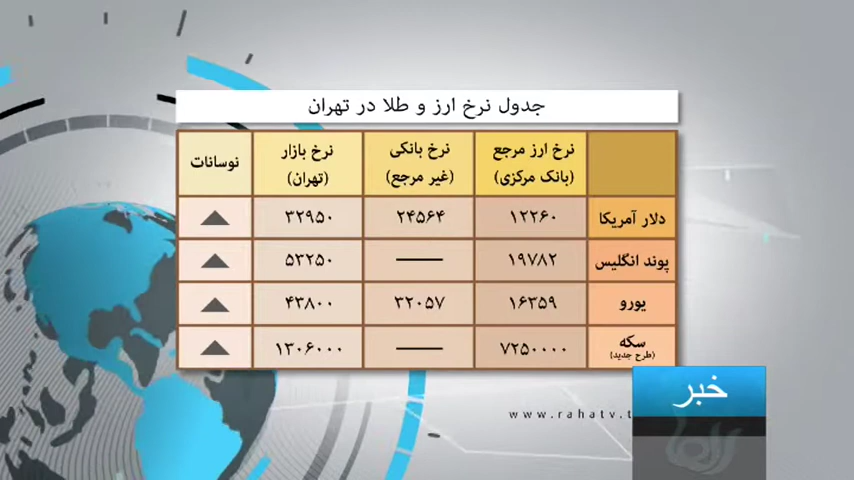 جدول نرخ ارز و طلا در تهران
نرخ ارز مرجع (بانک مرکزی) نرخ بانکی (غیر مرجع) نرخ بازار (تهران) نوسانات
دلار آمریکا ۱۲۲۶۰ ۲۴۵۶۴ ۳۲۹۵۰
پوند انگلیس ۱۹۷۸۲ —— ۵۳۲۵۰
یورو ۱۶۳۵۹ ۳۲۰۵۷ ۴۳۸۰۰
سکه (طرح جدید) ۷۲۵۰۰۰۰ —— ۱۳۰۶۰۰۰
www.rahatv.t
خبر
رها